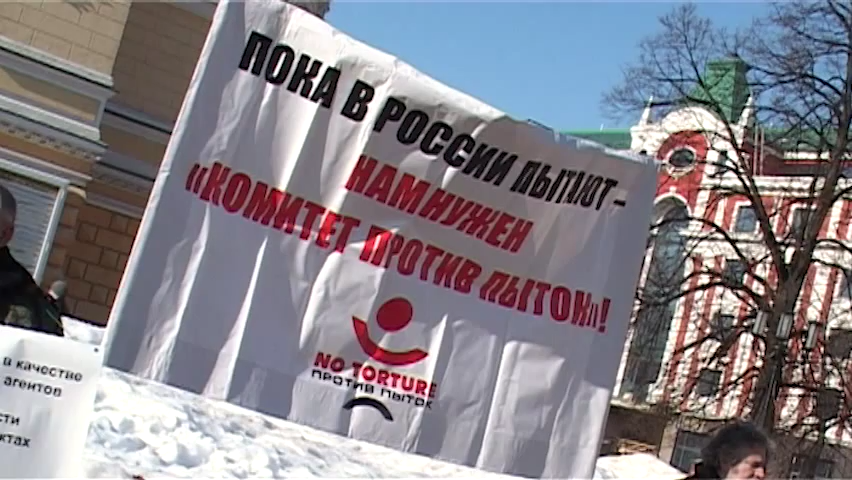 ПОКА В РОССИИ ПЫТАЮТ –
НАМ НУЖЕН
«КОМИТЕТ ПРОТИВ ПЫТОК»!
NO TORTURE
ПРОТИВ ПЫТОК
в качестве
агентов
сти
ктах